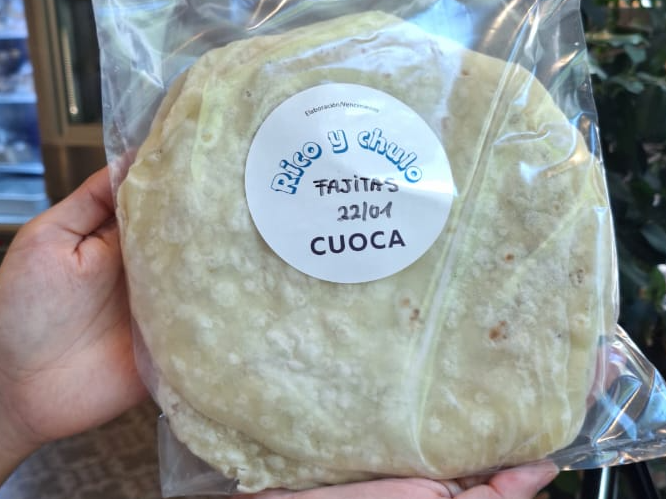 Elaboración/Vencimiento
Rico y chulo
FAJITAS
22/01
CUOCA